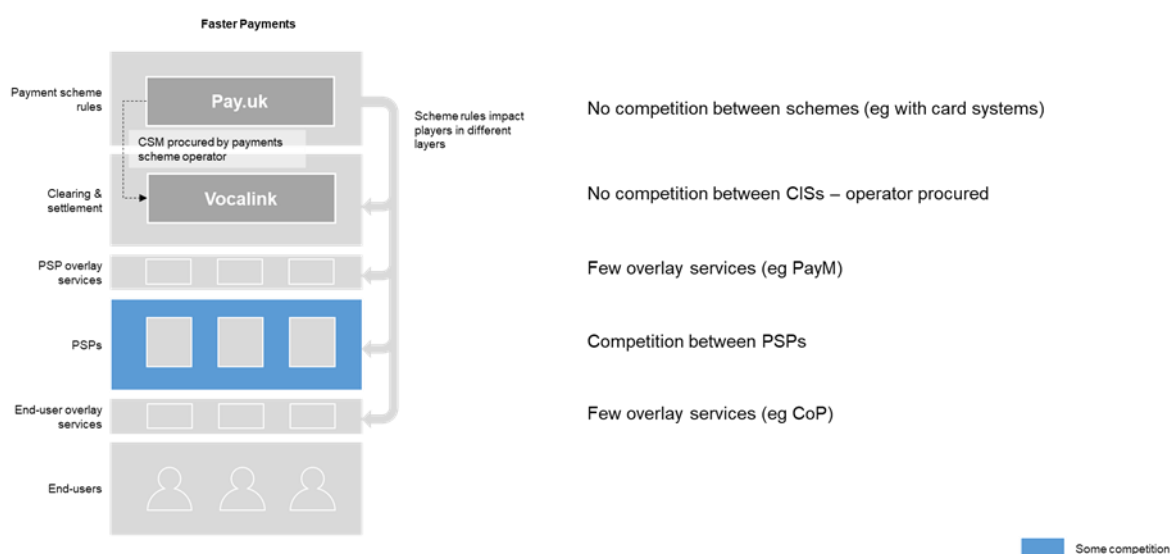 Faster Payments
Payment scheme
rules
Pay.uk
No competition between schemes (eg with card systems)
Scheme rules impact
players in different
layers
CSM procured by payments
scheme operator
Clearing &
settlement
Vocalink
No competition between CISs – operator procured
PSP overlay
services
Few overlay services (eg PayM)
PSPs
Competition between PSPs
End-user overlay
services
Few overlay services (eg CoP)
End-users
Some competition